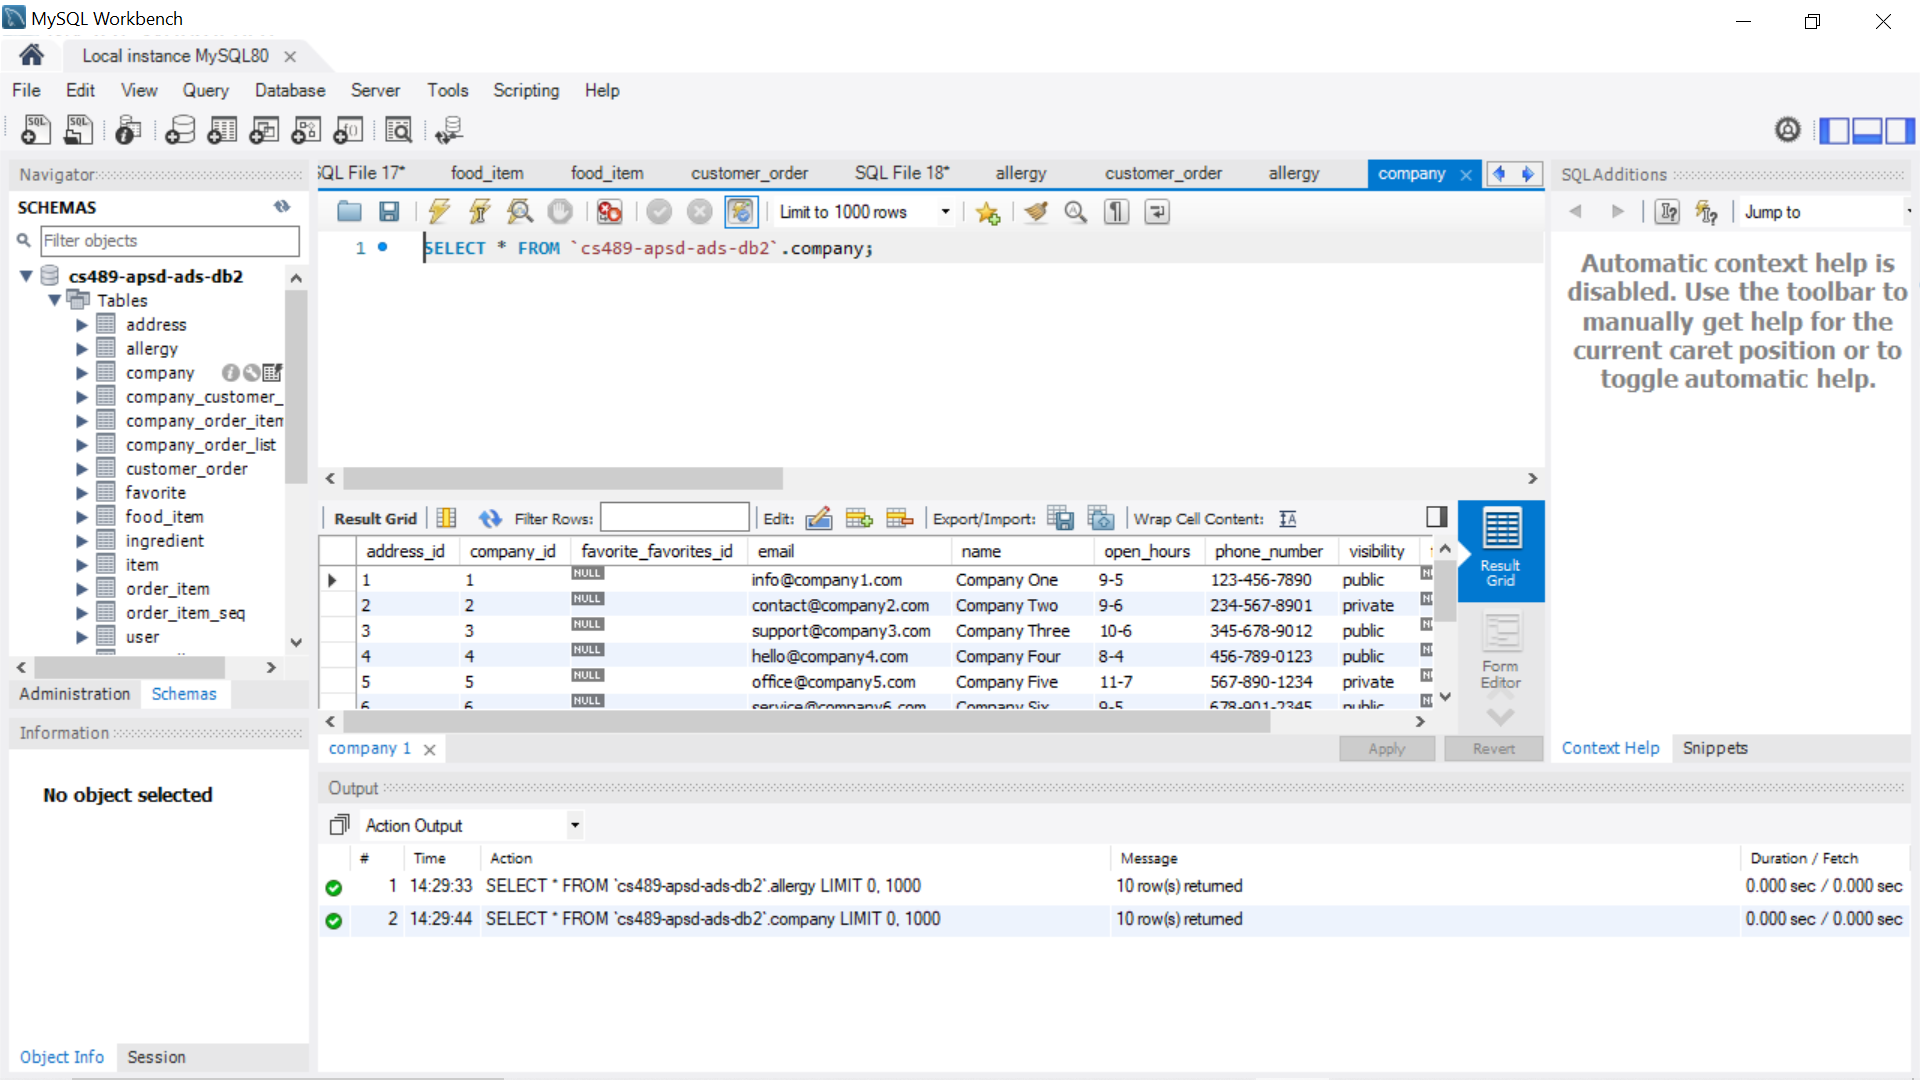 MySQL Workbench
Local instance MySQL80
File Edit View Query Database Server Tools Scripting Help
Navigator
SCHEMAS
Filter objects
cs489-apsd-ads-db2
Tables
address
allergy
company
company_customer_
company_order_item
company_order_list
customer_order
favorite
food_item
ingredient
item
order_item
order_item_seq
user
Administration Schemas
Information
No object selected
Object Info Session
SQL File 17* food_item food_item customer_order SQL File 18* allergy customer_order allergy company
Limit to 1000 rows
1 SELECT * FROM `cs489-apsd-ads-db2`.company;
Result Grid Filter Rows: Edit: Export/Import: Wrap Cell Content:
address_id company_id favorite_favorites_id email name open_hours phone_number visibility
1 1 NULL info@company1.com Company One 9-5 123-456-7890 public
2 2 NULL contact@company2.com Company Two 9-6 234-567-8901 private
3 3 NULL support@company3.com Company Three 10-6 345-678-9012 public
4 4 NULL hello@company4.com Company Four 8-4 456-789-0123 public
5 5 NULL office@company5.com Company Five 11-7 567-890-1234 private
6 6 NULL service@company6.com Company Six 9-5 678-901-2345 public
Result
Grid
Form
Editor
company 1 Apply Revert
SQLAdditions
Jump to
Automatic context help is
disabled. Use the toolbar to
manually get help for the
current caret position or to
toggle automatic help.
Context Help Snippets
Output
Action Output
# Time Action Message Duration / Fetch
1 14:29:33 SELECT * FROM `cs489-apsd-ads-db2`.allergy LIMIT 0, 1000 10 row(s) returned 0.000 sec / 0.000 sec
2 14:29:44 SELECT * FROM `cs489-apsd-ads-db2`.company LIMIT 0, 1000 10 row(s) returned 0.000 sec / 0.000 sec